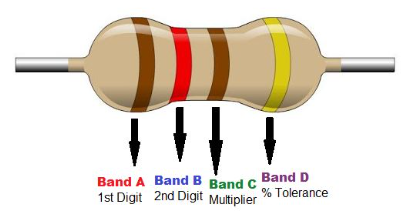 Band A
1st Digit
Band B
2nd Digit
Band C
Multiplier
Band D
% Tolerance